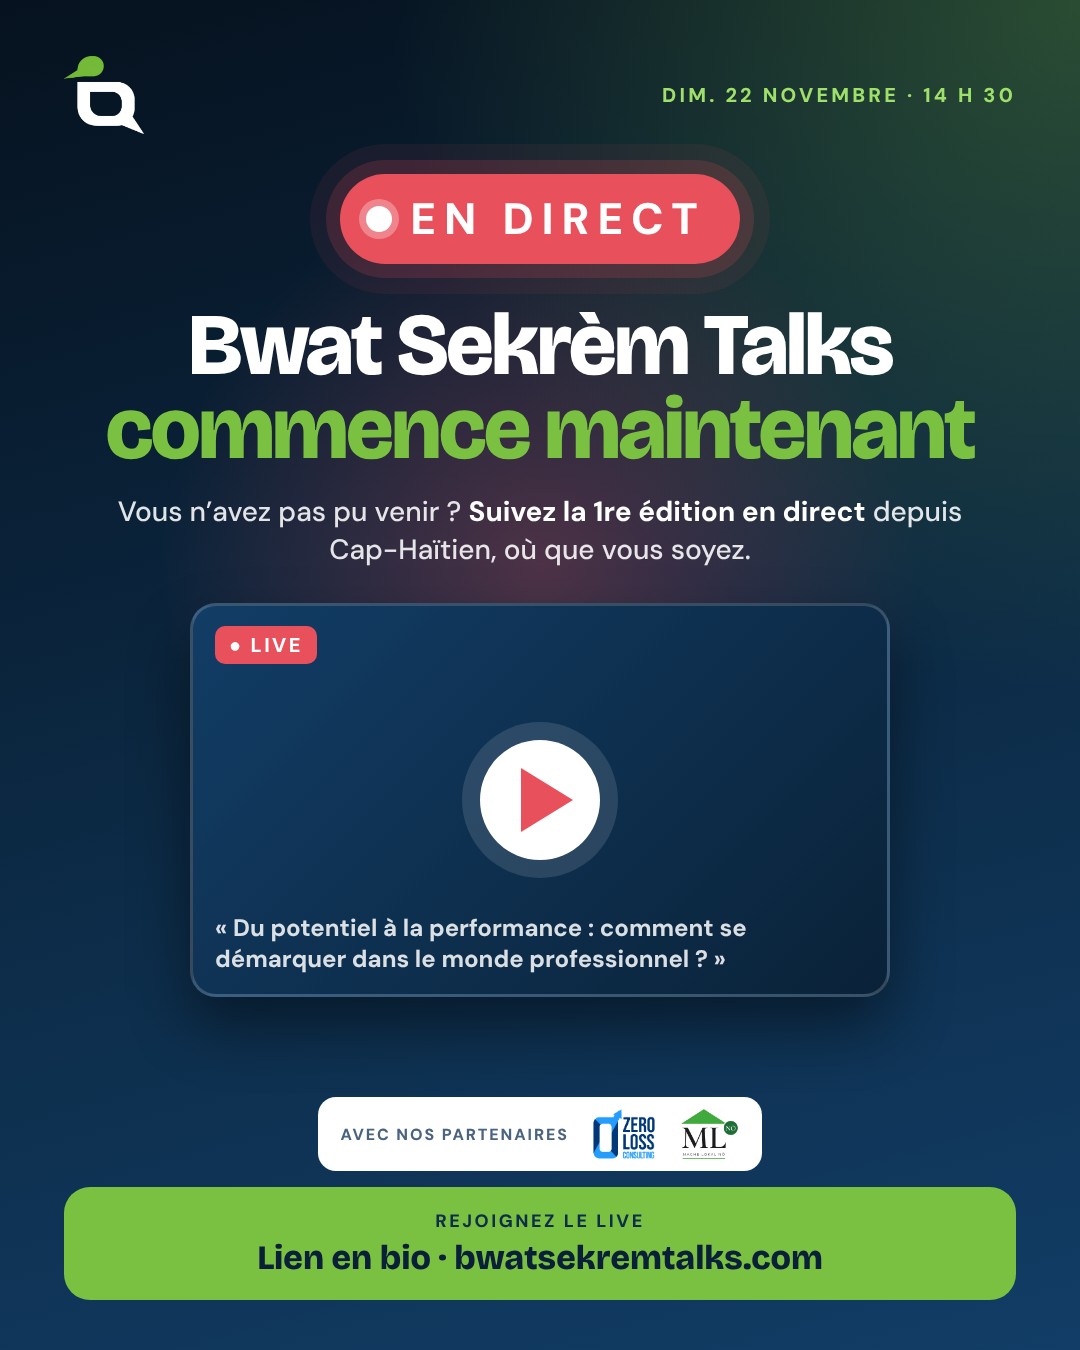 DIM. 22 NOVEMBRE · 14 H 30
EN DIRECT
Bwat Sekrèm Talks
commence maintenant
Vous n’avez pas pu venir ? Suivez la 1re édition en direct depuis
Cap-Haïtien, où que vous soyez.
LIVE
« Du potentiel à la performance : comment se
démarquer dans le monde professionnel ? »
AVEC NOS PARTENAIRES
ZERO
LOSS
CONSULTING
ML
NÒ
REJOIGNEZ LE LIVE
Lien en bio · bwatsekremtalks.com